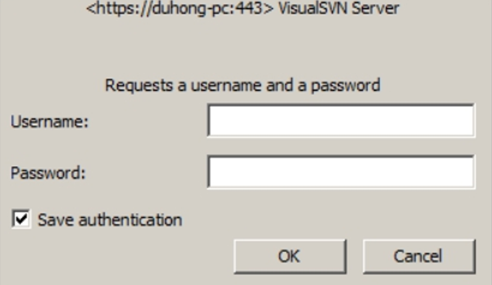 <https://duhong-pc:443> VisualSVN Server
Requests a username and a password
Username:
Password:
Save authentication
OK Cancel